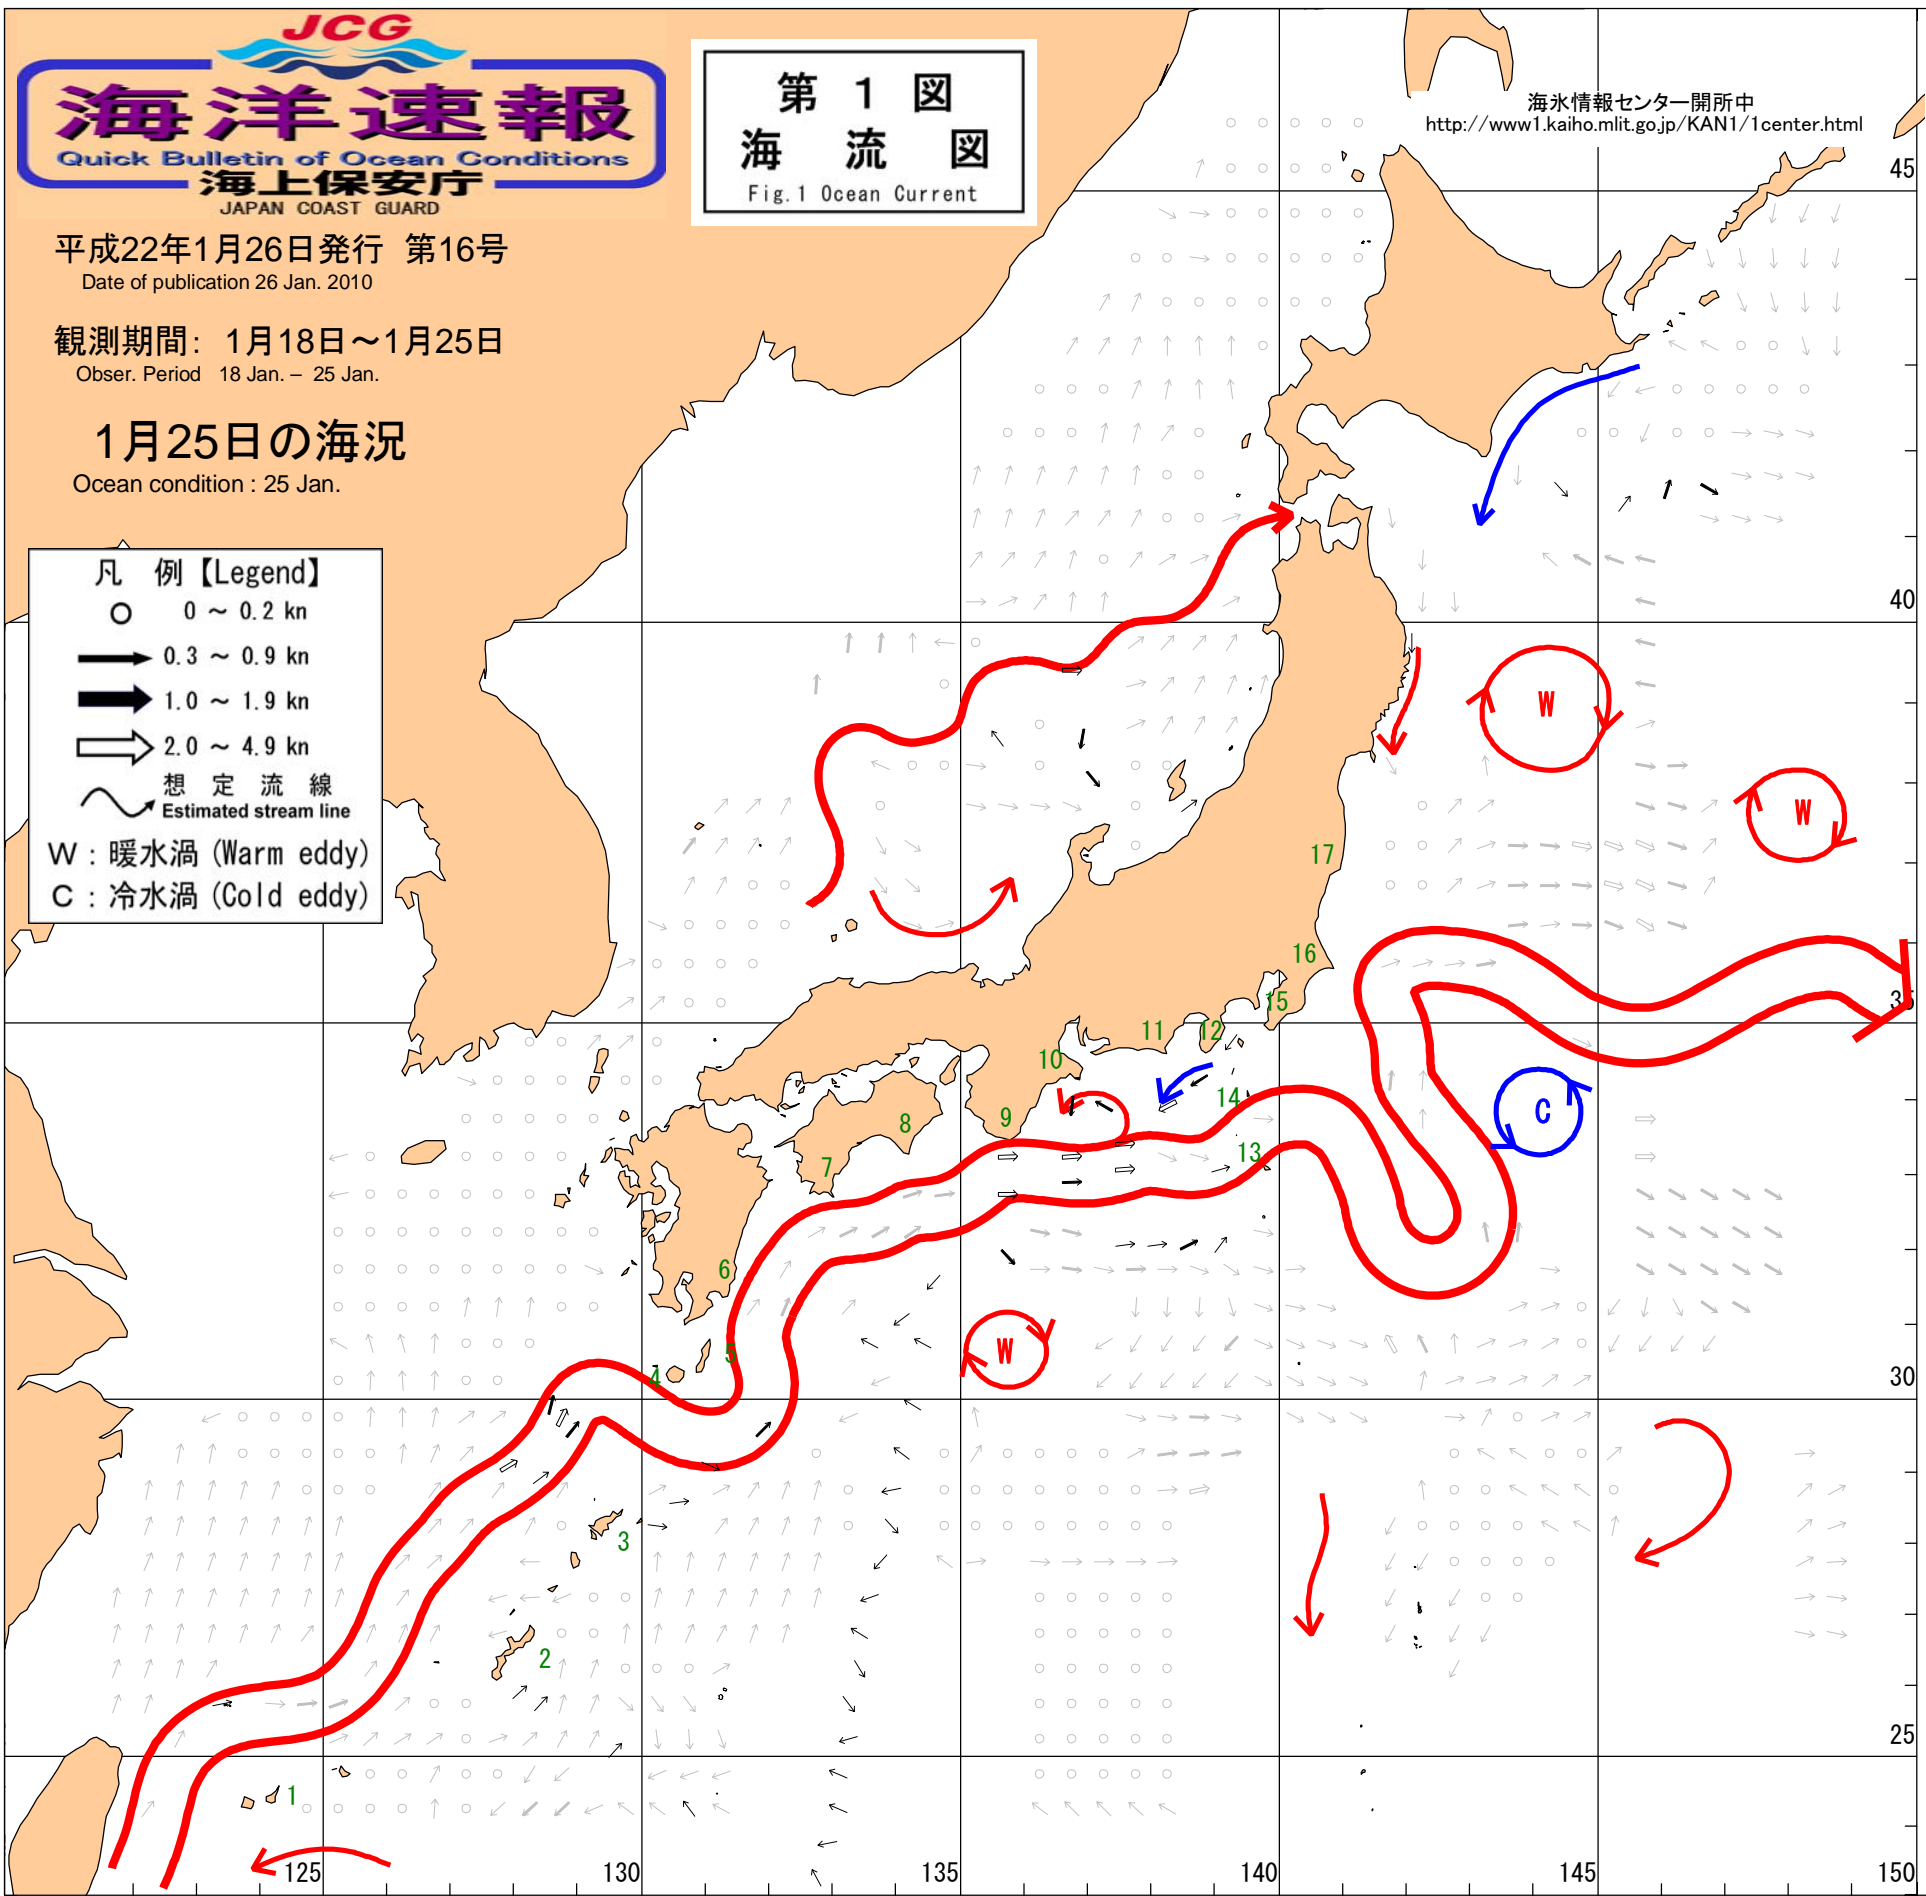 JCG
海洋速報
Quick Bulletin of Ocean Conditions
海上保安庁
JAPAN COAST GUARD
第 1 図
海 流 図
Fig.1 Ocean Current
海氷情報センター開所中
http://www1.kaiho.mlit.go.jp/KAN1/1center.html
平成22年1月26日発行 第16号
Date of publication 26 Jan. 2010
観測期間: 1月18日～1月25日
Obser. Period 18 Jan. – 25 Jan.
1月25日の海況
Ocean condition : 25 Jan.
凡 例【Legend】
0 ～ 0.2 kn
0.3 ～ 0.9 kn
1.0 ～ 1.9 kn
2.0 ～ 4.9 kn
想 定 流 線
Estimated stream line
W : 暖水渦 (Warm eddy)
C : 冷水渦 (Cold eddy)
45
40
W
W
17
16
35
15
12
11
10
14
C
9
8
13
7
6
W
5
4
30
3
2
25
1
125
130
135
140
145
150